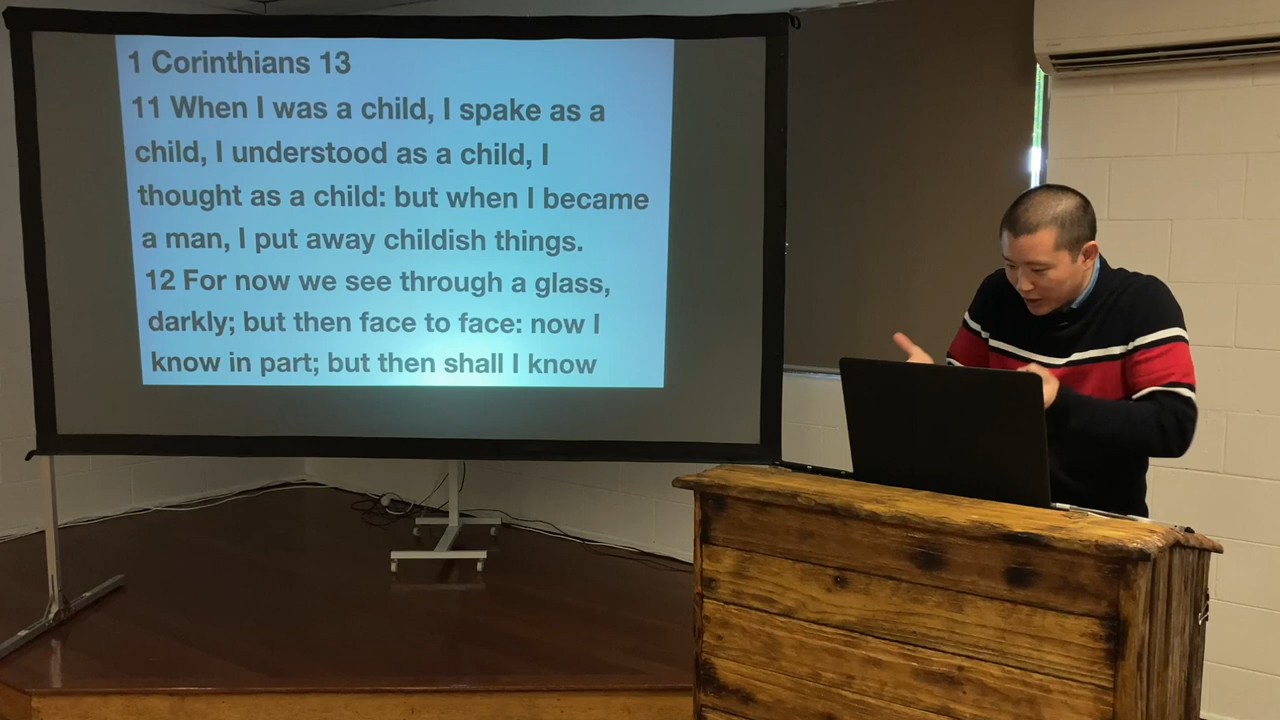 1 Corinthians 13
11 When I was a child, I spake as a
child, I understood as a child, I
thought as a child: but when I became
a man, I put away childish things.
12 For now we see through a glass,
darkly; but then face to face: now I
know in part; but then shall I know